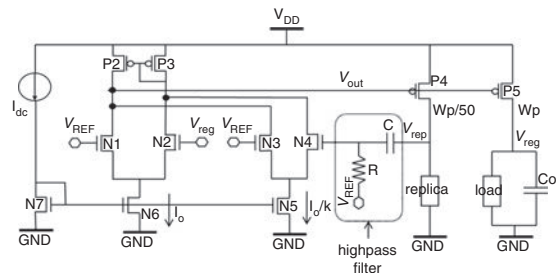 V_DD
P2
P3
V_out
P4
P5
I_dc
Wp/50
Wp
V_REF
V_reg
V_REF
C
V_rep
V_reg
N1
N2
N3
N4
R
V_REF
replica
load
Co
N7
N6
I_o
N5
I_o/k
GND
GND
GND
GND
GND
highpass
filter